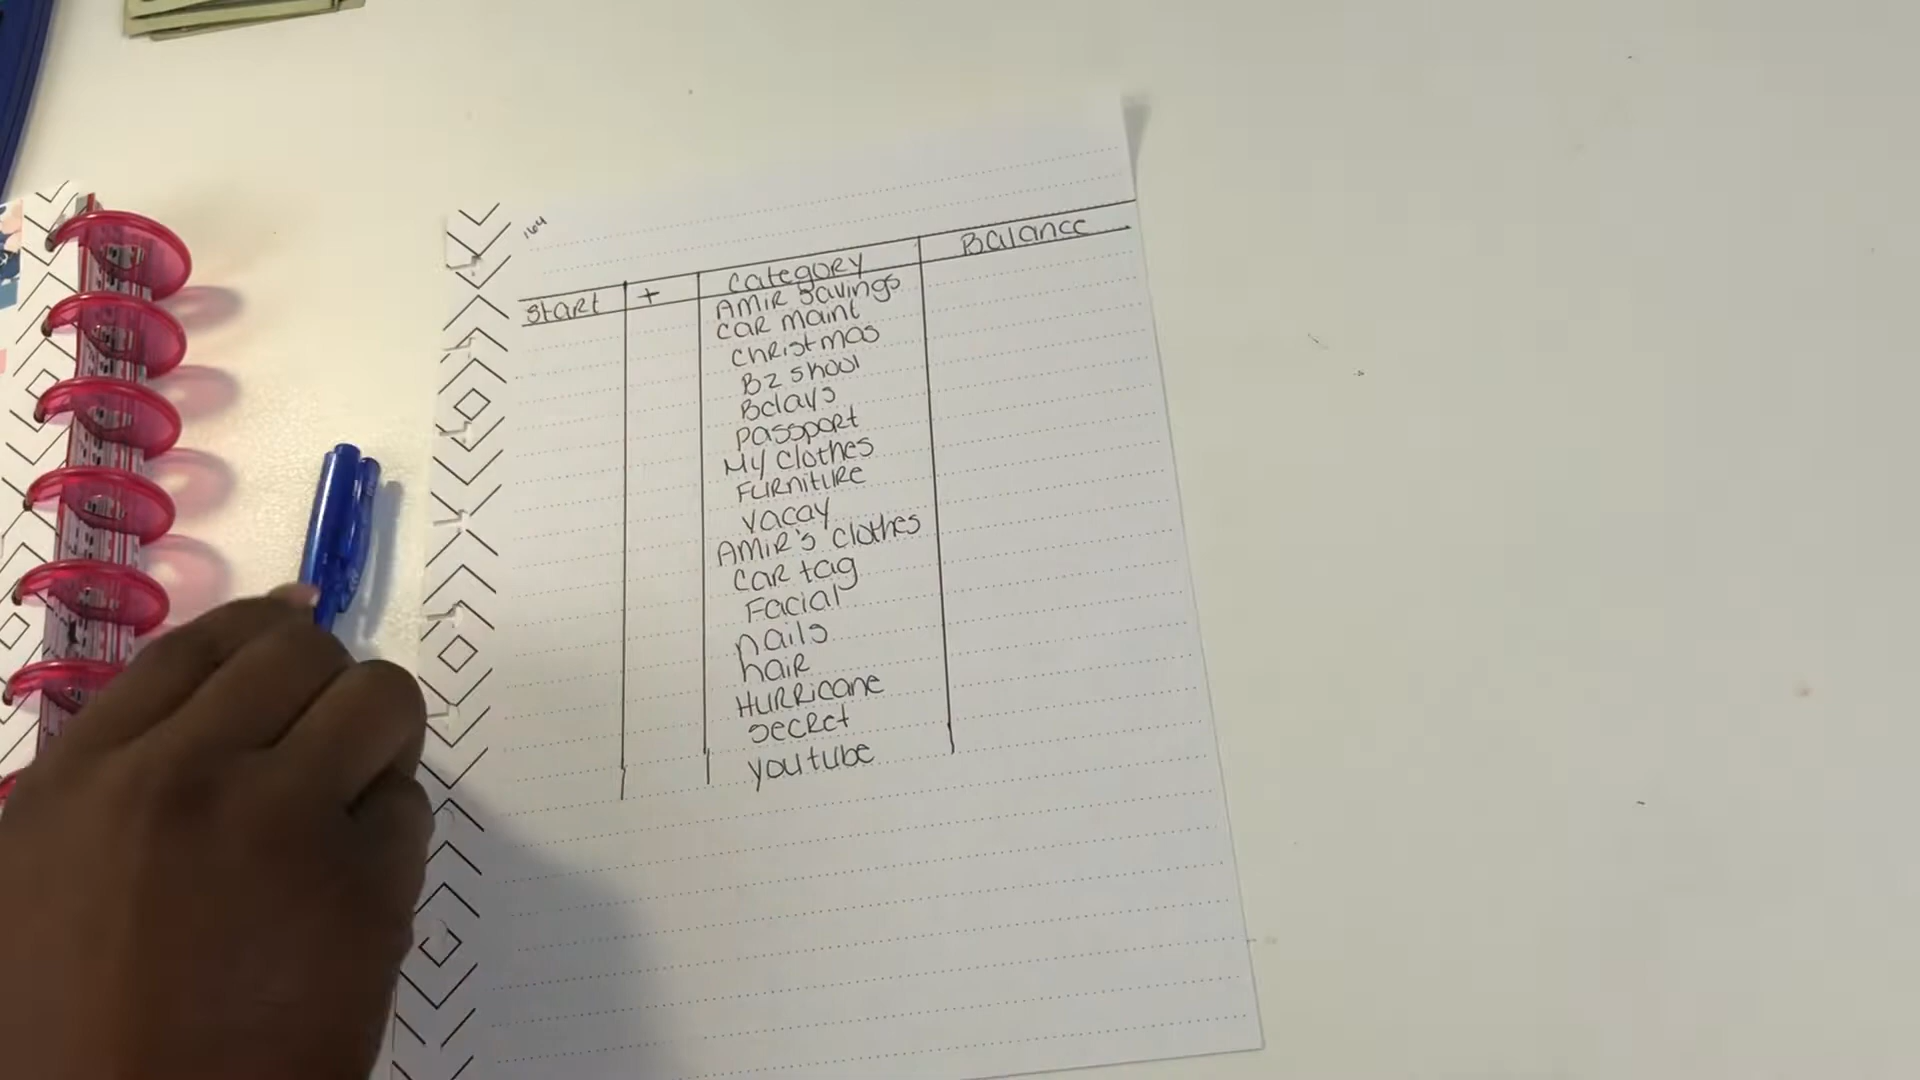 164
Start + Category Balance
Amir Savings
Car maint
Christmas
B2 shool
Bdays
Passport
My clothes
Furniture
Vacay
Amir's clothes
Car tag
Facial
nails
hair
Hurricane
Secret
youtube